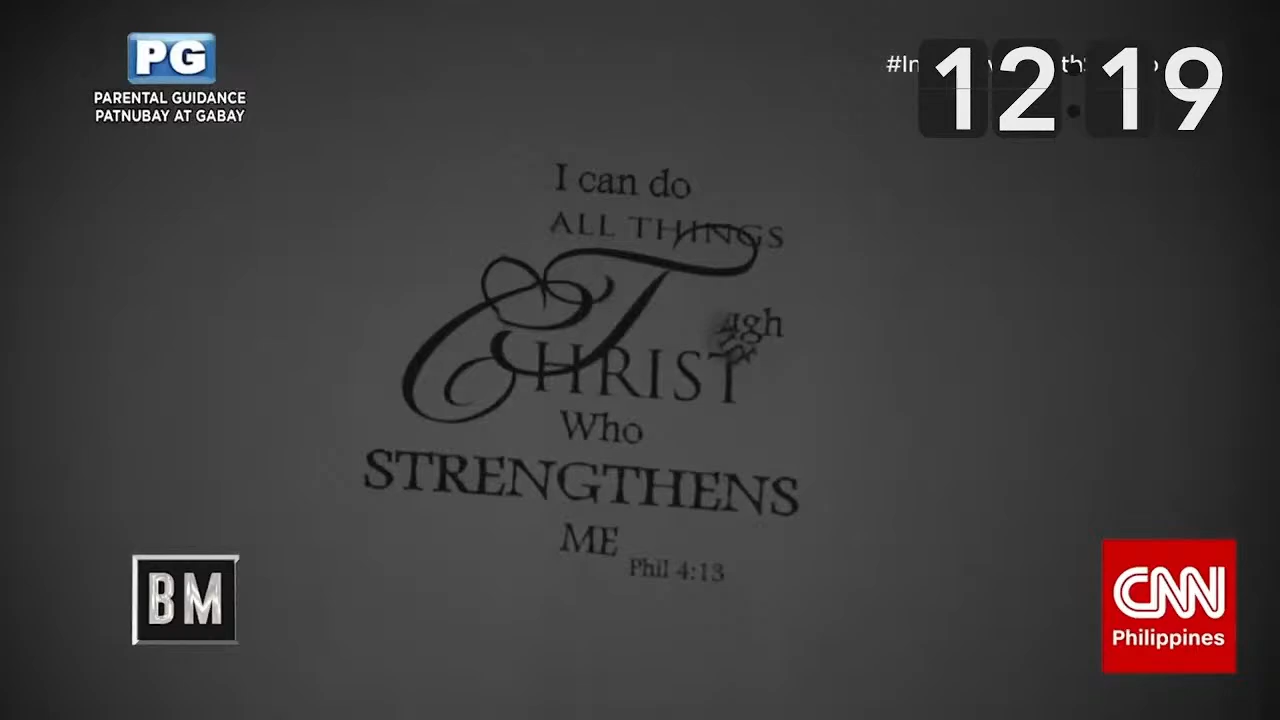 PG
PARENTAL GUIDANCE
PATNUBAY AT GABAY
12:19
I can do
ALL THINGS
CHRIST
Who
STRENGTHENS
ME
Phil 4:13
BM
CNN
Philippines